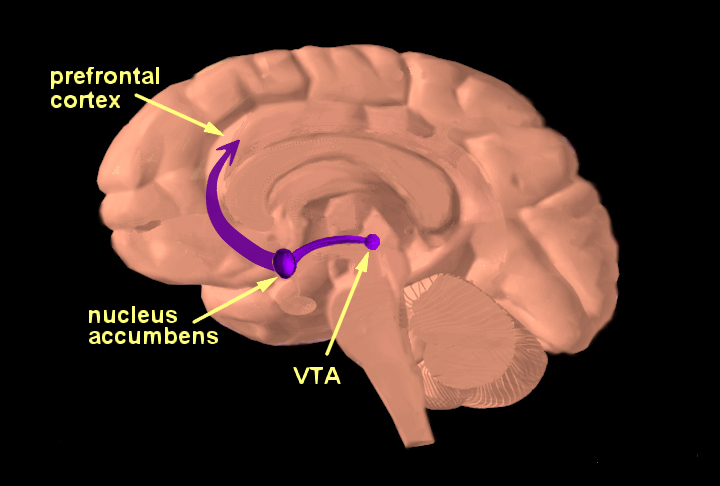 prefrontal
cortex
nucleus
accumbens
VTA